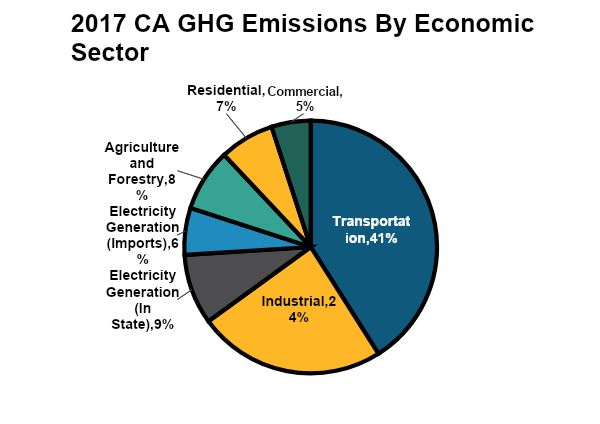 2017 CA GHG Emissions By Economic
Sector
Residential,
7%
Commercial,
5%
Agriculture
and
Forestry,8
%
Electricity
Generation
(Imports),6
%
Electricity
Generation
(In
State),9%
Transportat
ion,41%
Industrial,2
4%